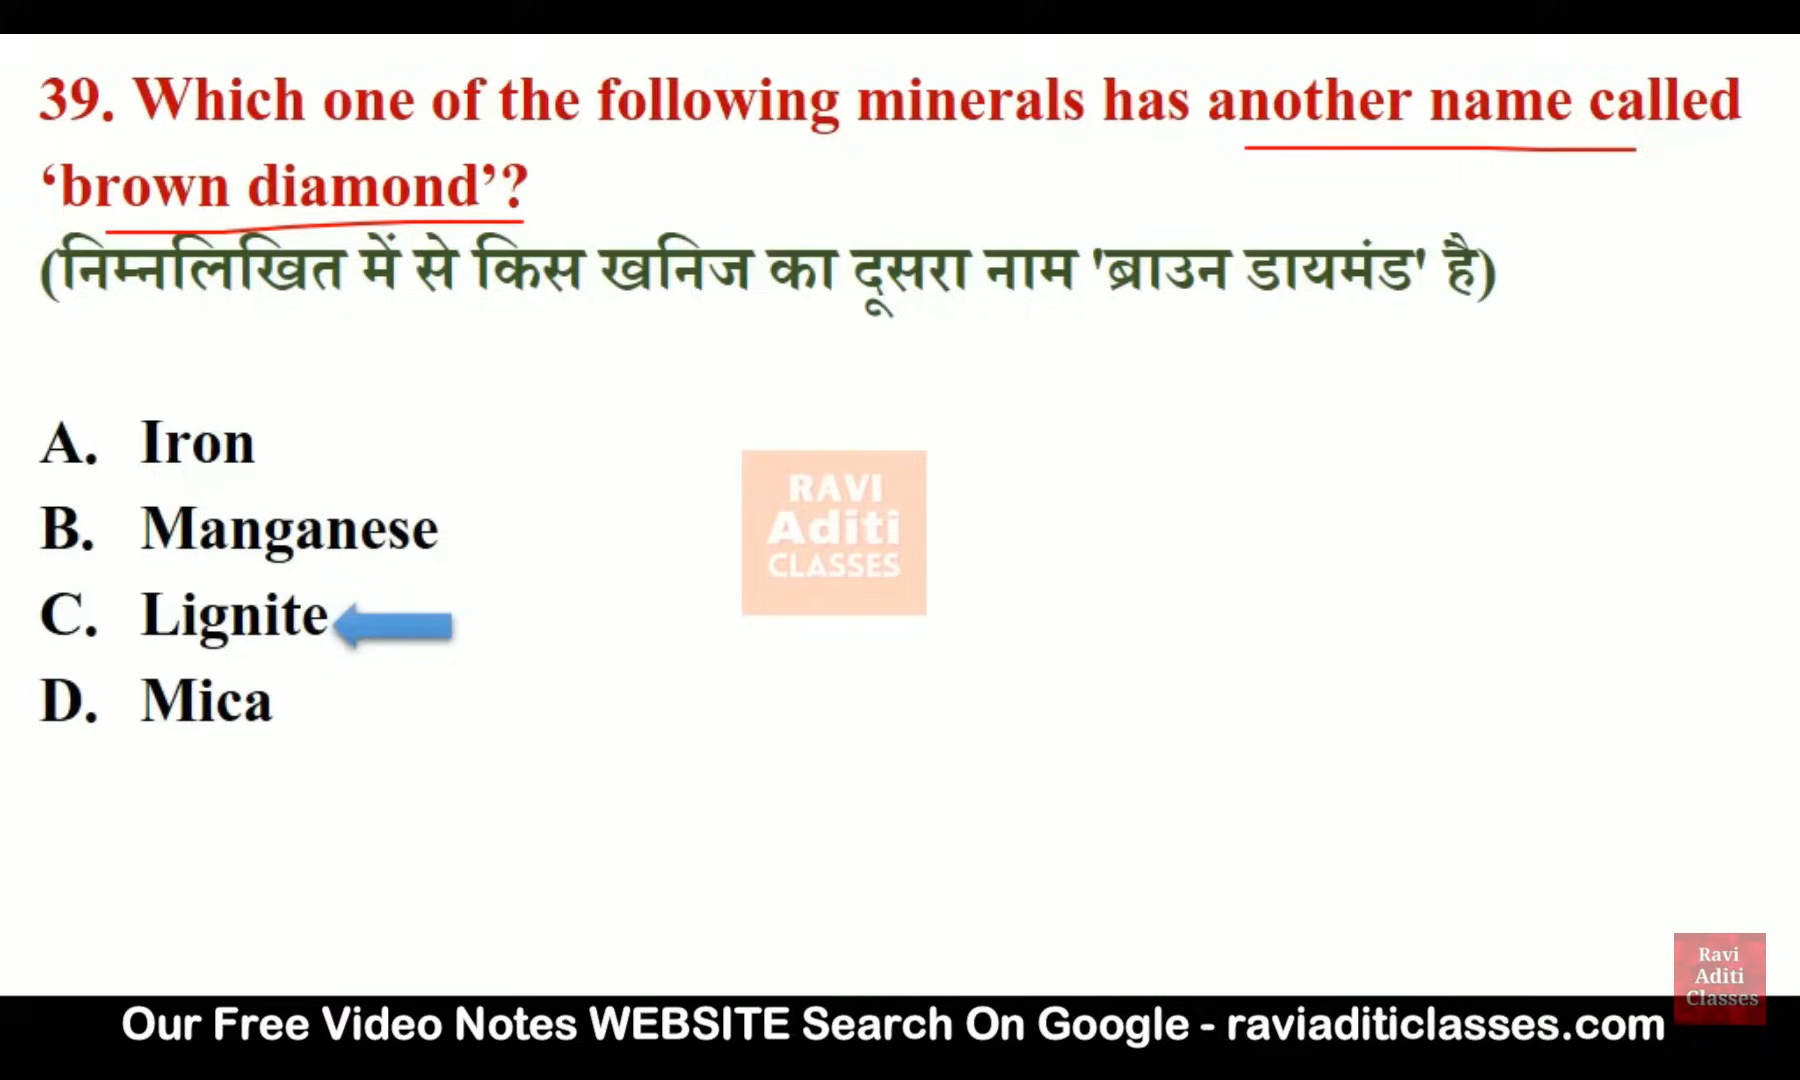 39. Which one of the following minerals has another name called
‘brown diamond’?
(निम्नलिखित में से किस खनिज का दूसरा नाम 'ब्राउन डायमंड' है)
A. Iron
B. Manganese
C. Lignite
D. Mica
RAVI
Aditi
CLASSES
Ravi
Aditi
Classes
Our Free Video Notes WEBSITE Search On Google - raviaditiclasses.com